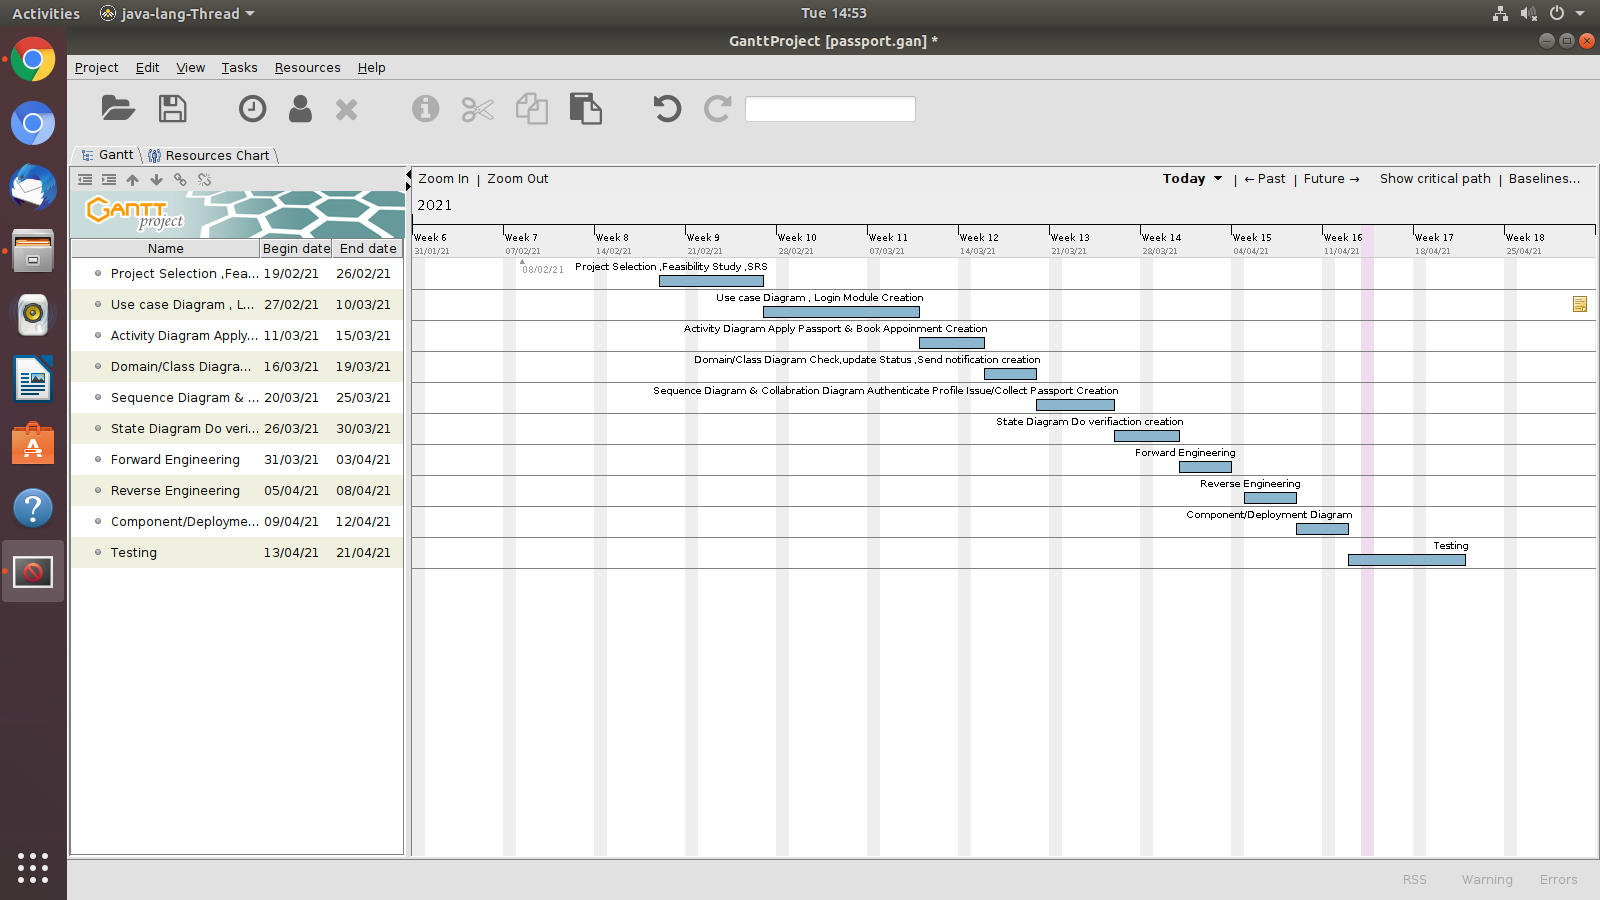 Activities java-lang-Thread Tue 14:53
GanttProject [passport.gan] *
Project Edit View Tasks Resources Help
Gantt Resources Chart
Zoom In | Zoom Out Today | ← Past | Future → Show critical path | Baselines...
GANTT project
2021
Name Begin date End date
Week 6 Week 7 Week 8 Week 9 Week 10 Week 11 Week 12 Week 13 Week 14 Week 15 Week 16 Week 17 Week 18
31/01/21 07/02/21 14/02/21 21/02/21 28/02/21 07/03/21 14/03/21 21/03/21 28/03/21 04/04/21 11/04/21 18/04/21 25/04/21
08/02/21
Project Selection ,Fea... 19/02/21 26/02/21 Project Selection ,Feasibility Study ,SRS
Use case Diagram , L... 27/02/21 10/03/21 Use case Diagram , Login Module Creation
Activity Diagram Apply... 11/03/21 15/03/21 Activity Diagram Apply Passport & Book Appoinment Creation
Domain/Class Diagra... 16/03/21 19/03/21 Domain/Class Diagram Check,update Status ,Send notification creation
Sequence Diagram & ... 20/03/21 25/03/21 Sequence Diagram & Collabration Diagram Authenticate Profile Issue/Collect Passport Creation
State Diagram Do veri... 26/03/21 30/03/21 State Diagram Do verifiaction creation
Forward Engineering 31/03/21 03/04/21 Forward Engineering
Reverse Engineering 05/04/21 08/04/21 Reverse Engineering
Component/Deployme... 09/04/21 12/04/21 Component/Deployment Diagram
Testing 13/04/21 21/04/21 Testing
RSS Warning Errors